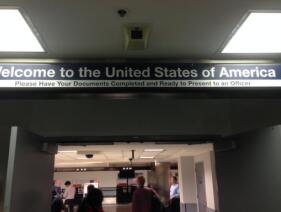 Welcome to the United States of America
Please Have Your Documents Completed and Ready to Present to an Officer